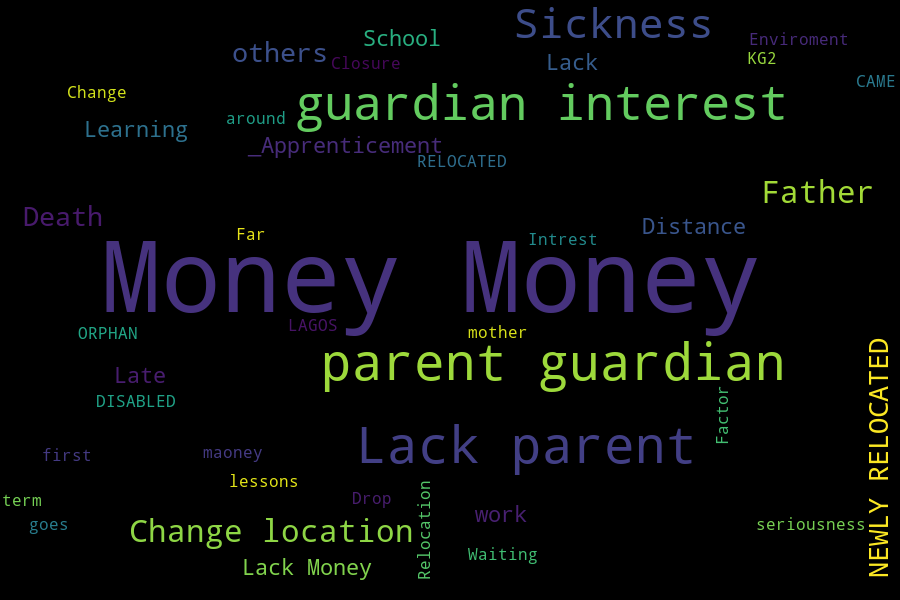 Sickness
School
Enviroment
others
Closure
Lack
KG2
CAME
Change
guardian interest
around
Learning
_Apprenticement
RELOCATED
Father
Death
Distance
Far
Intrest
Money Money
LAGOS
ORPHAN
mother
parent guardian
Late
DISABLED
Factor
NEWLY RELOCATED
Lack parent
first
maoney
lessons
term
Drop
goes
work
seriousness
Change location
Relocation
Waiting
Lack Money